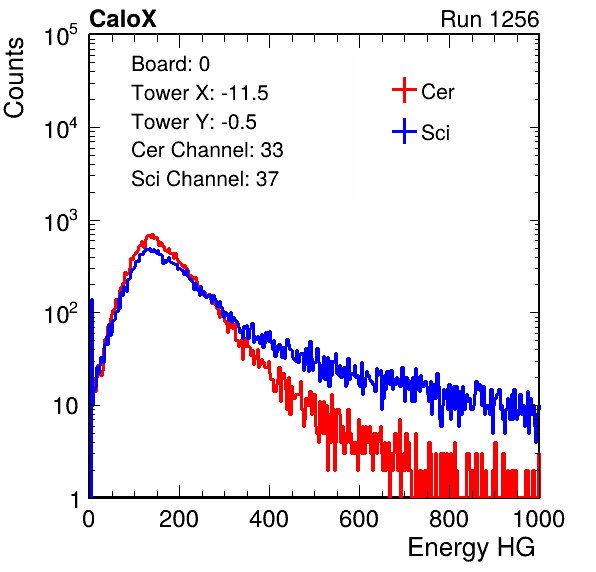 CaloX Run 1256
Counts
Board: 0
Tower X: -11.5
Tower Y: -0.5
Cer Channel: 33
Sci Channel: 37
Cer
Sci
10^5
10^4
10^3
10^2
10
1
0 200 400 600 800 1000
Energy HG